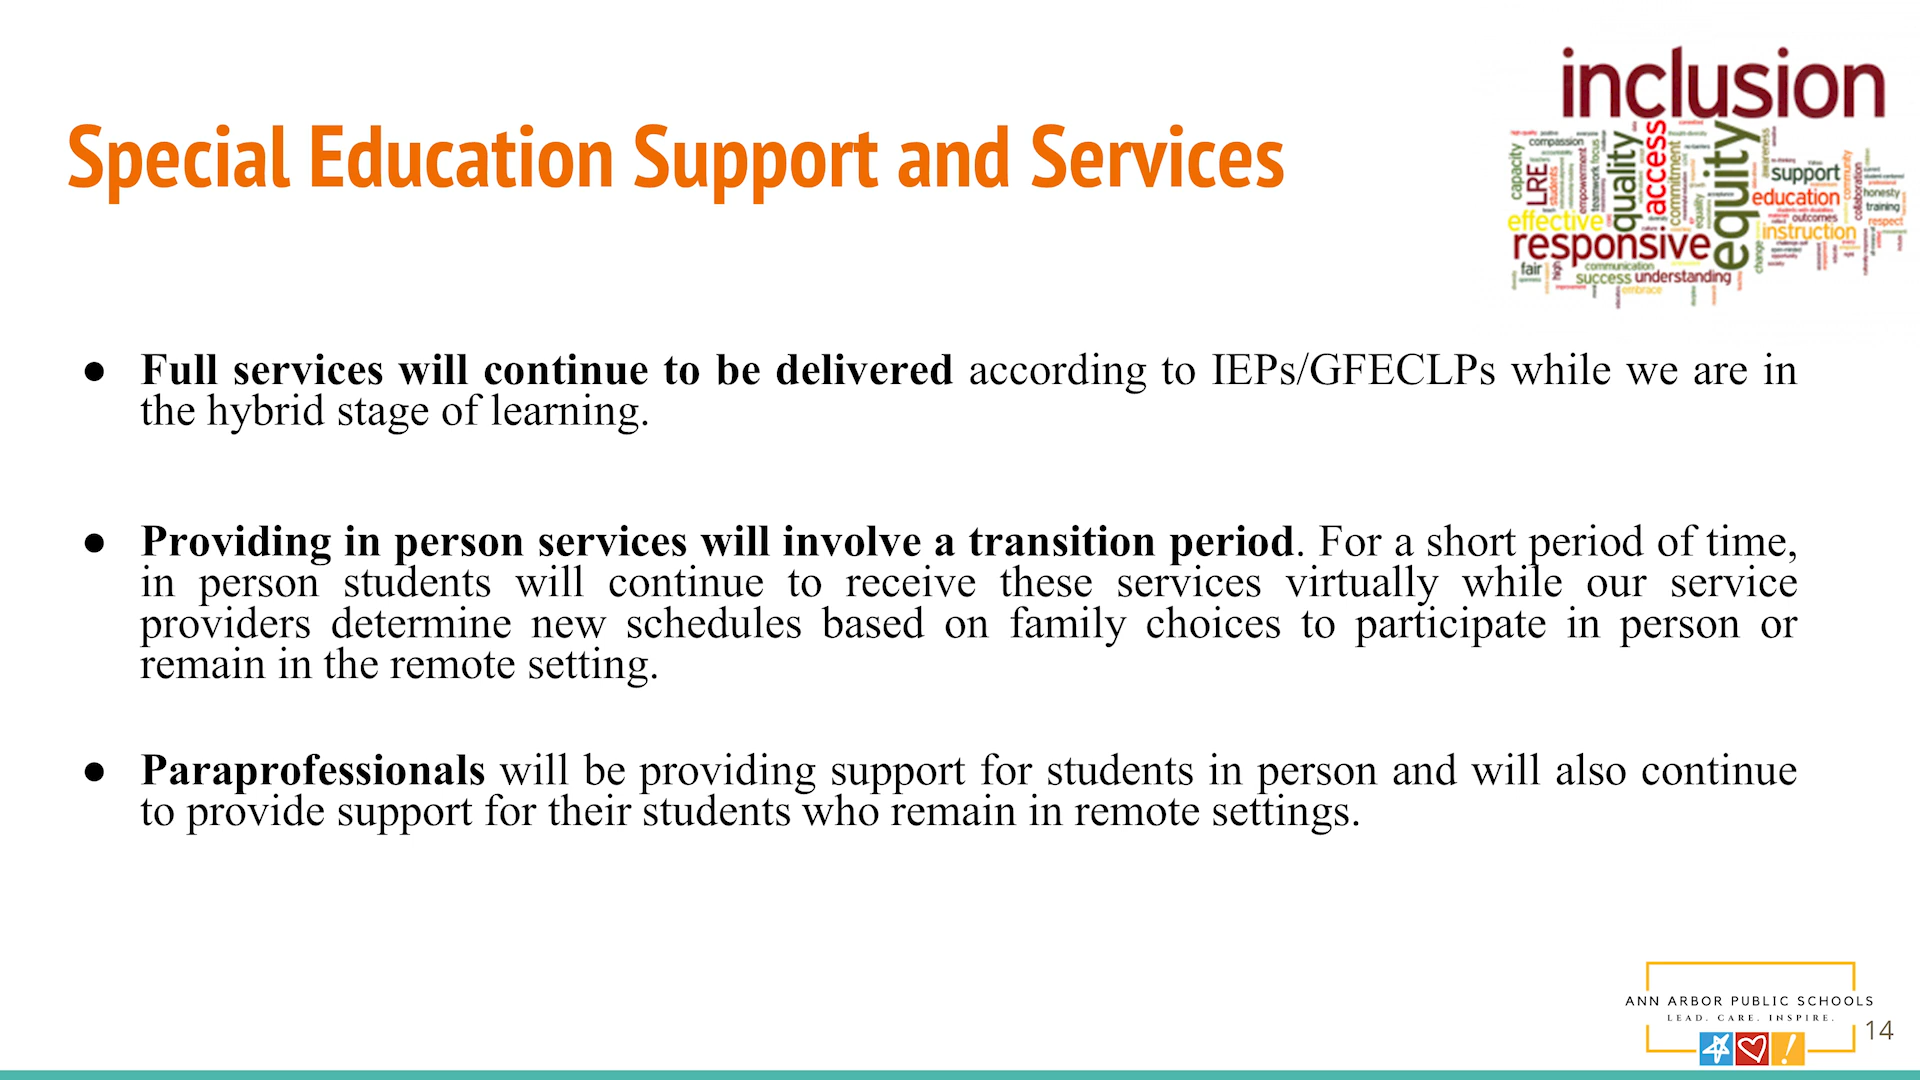 Special Education Support and Services
inclusion
compassion
capacity
LRE
students
empowerment
teamwork focus
quality
access
commitment
equity
support
education
community
collaboration
honesty
training
outcomes
respect
effective
instruction
responsive
fair
high
communication
success understanding
change
embrace
equality
● Full services will continue to be delivered according to IEPs/GFECLPs while we are in
the hybrid stage of learning.
● Providing in person services will involve a transition period. For a short period of time,
in person students will continue to receive these services virtually while our service
providers determine new schedules based on family choices to participate in person or
remain in the remote setting.
● Paraprofessionals will be providing support for students in person and will also continue
to provide support for their students who remain in remote settings.
ANN ARBOR PUBLIC SCHOOLS
LEAD. CARE. INSPIRE.
14